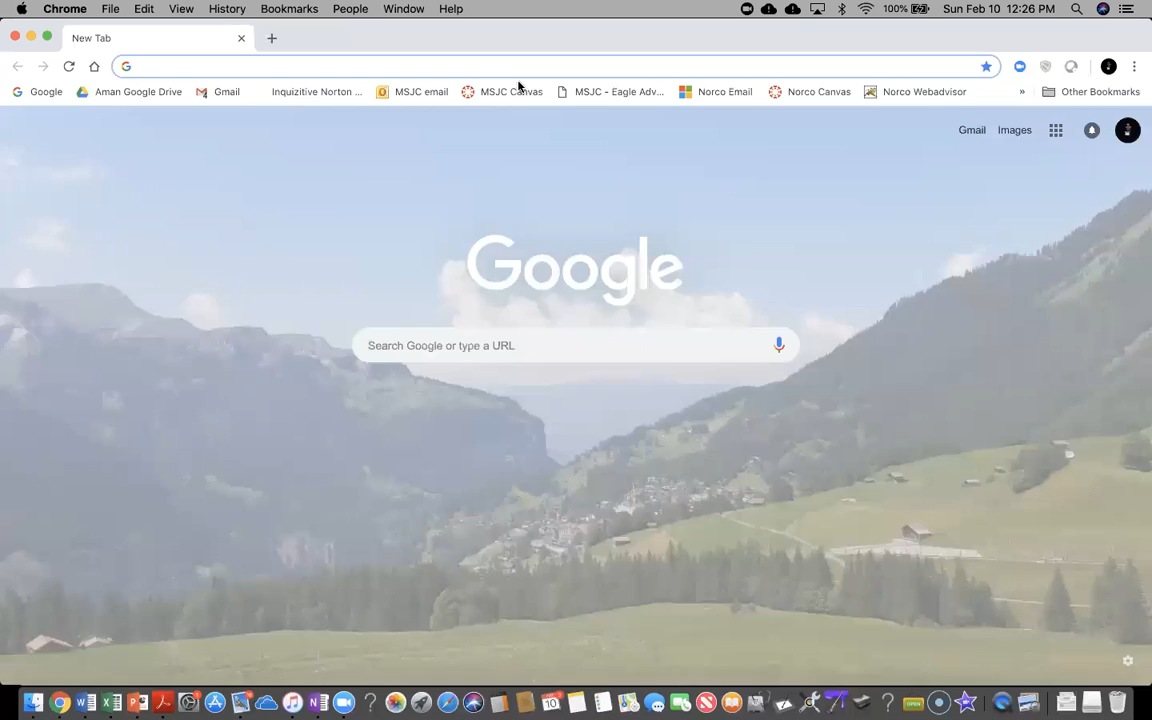 Chrome File Edit View History Bookmarks People Window Help 100% Sun Feb 10 12:26 PM
New Tab
Google Aman Google Drive Gmail Inquizitive Norton ... MSJC email MSJC Canvas MSJC - Eagle Adv... Norco Email Norco Canvas Norco Webadvisor » Other Bookmarks
Gmail Images
Google
Search Google or type a URL
10
OPEN